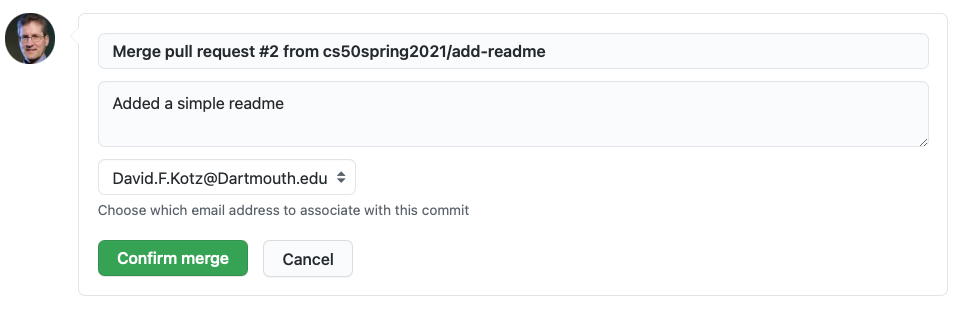 Merge pull request #2 from cs50spring2021/add-readme
Added a simple readme
David.F.Kotz@Dartmouth.edu
Choose which email address to associate with this commit
Confirm merge
Cancel